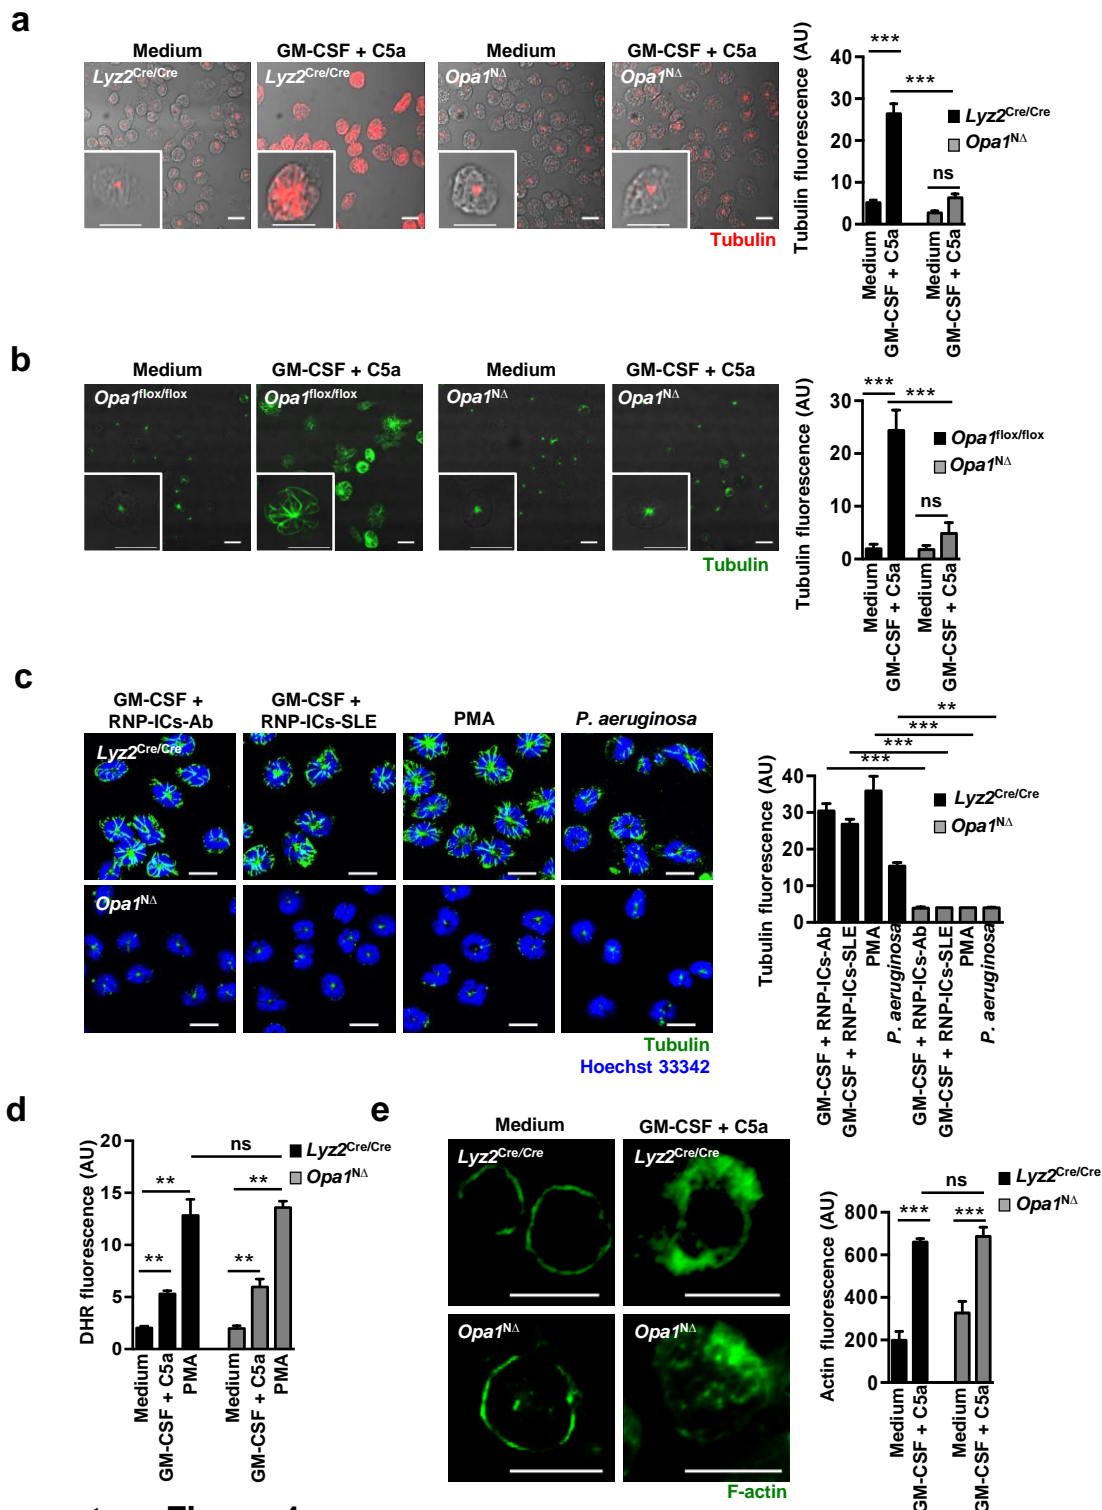 a
Medium
GM-CSF + C5a
Medium
GM-CSF + C5a
Lyz2Cre/Cre
Lyz2Cre/Cre
Opa1NΔ
Opa1NΔ
Tubulin
Tubulin fluorescence (AU)
40
30
20
10
0
***
***
ns
Lyz2Cre/Cre
Opa1NΔ
Medium
GM-CSF + C5a
Medium
GM-CSF + C5a
b
Medium
GM-CSF + C5a
Medium
GM-CSF + C5a
Opa1flox/flox
Opa1flox/flox
Opa1NΔ
Opa1NΔ
Tubulin
Tubulin fluorescence (AU)
30
20
10
0
***
***
ns
Opa1flox/flox
Opa1NΔ
Medium
GM-CSF + C5a
Medium
GM-CSF + C5a
c
GM-CSF +
RNP-ICs-Ab
GM-CSF +
RNP-ICs-SLE
PMA
P. aeruginosa
Lyz2Cre/Cre
Opa1NΔ
Tubulin
Hoechst 33342
Tubulin fluorescence (AU)
40
30
20
10
0
**
***
***
***
Lyz2Cre/Cre
Opa1NΔ
GM-CSF + RNP-ICs-Ab
GM-CSF + RNP-ICs-SLE
PMA
P. aeruginosa
GM-CSF + RNP-ICs-Ab
GM-CSF + RNP-ICs-SLE
PMA
P. aeruginosa
d
DHR fluorescence (AU)
20
15
10
5
0
ns
**
**
**
**
Lyz2Cre/Cre
Opa1NΔ
Medium
GM-CSF + C5a
PMA
Medium
GM-CSF + C5a
PMA
e
Medium
GM-CSF + C5a
Lyz2Cre/Cre
Lyz2Cre/Cre
Opa1NΔ
Opa1NΔ
F-actin
Actin fluorescence (AU)
800
600
400
200
0
ns
***
***
Lyz2Cre/Cre
Opa1NΔ
Medium
GM-CSF + C5a
Medium
GM-CSF + C5a